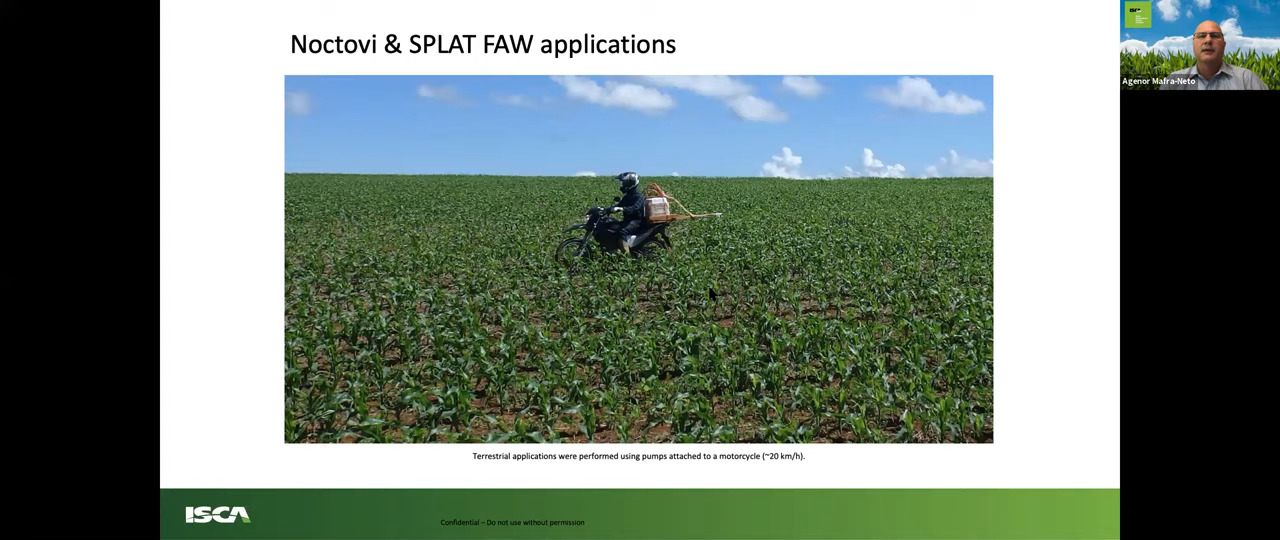 Noctovi & SPLAT FAW applications
Agenor Mafra-Neto
Terrestrial applications were performed using pumps attached to a motorcycle (~20 km/h).
ISCA
Confidential – Do not use without permission